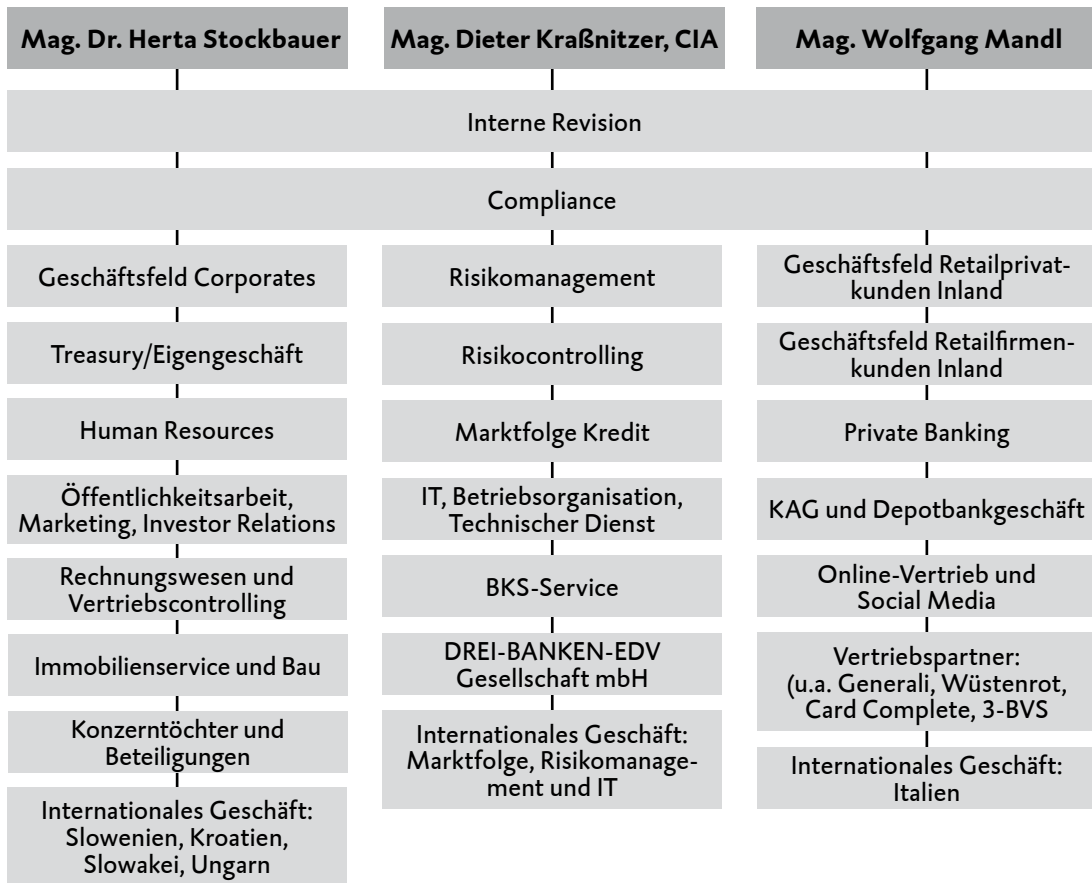 Mag. Dr. Herta Stockbauer
Mag. Dieter Kraßnitzer, CIA
Mag. Wolfgang Mandl
Interne Revision
Compliance
Geschäftsfeld Corporates
Treasury/Eigengeschäft
Human Resources
Öffentlichkeitsarbeit,
Marketing, Investor Relations
Rechnungswesen und
Vertriebscontrolling
Immobilienservice und Bau
Konzerntöchter und
Beteiligungen
Internationales Geschäft:
Slowenien, Kroatien,
Slowakei, Ungarn
Risikomanagement
Risikocontrolling
Marktfolge Kredit
IT, Betriebsorganisation,
Technischer Dienst
BKS-Service
DREI-BANKEN-EDV
Gesellschaft mbH
Internationales Geschäft:
Marktfolge, Risikomanage-
ment und IT
Geschäftsfeld Retailprivat-
kunden Inland
Geschäftsfeld Retailfirmen-
kunden Inland
Private Banking
KAG und Depotbankgeschäft
Online-Vertrieb und
Social Media
Vertriebspartner:
(u.a. Generali, Wüstenrot,
Card Complete, 3-BVS
Internationales Geschäft:
Italien